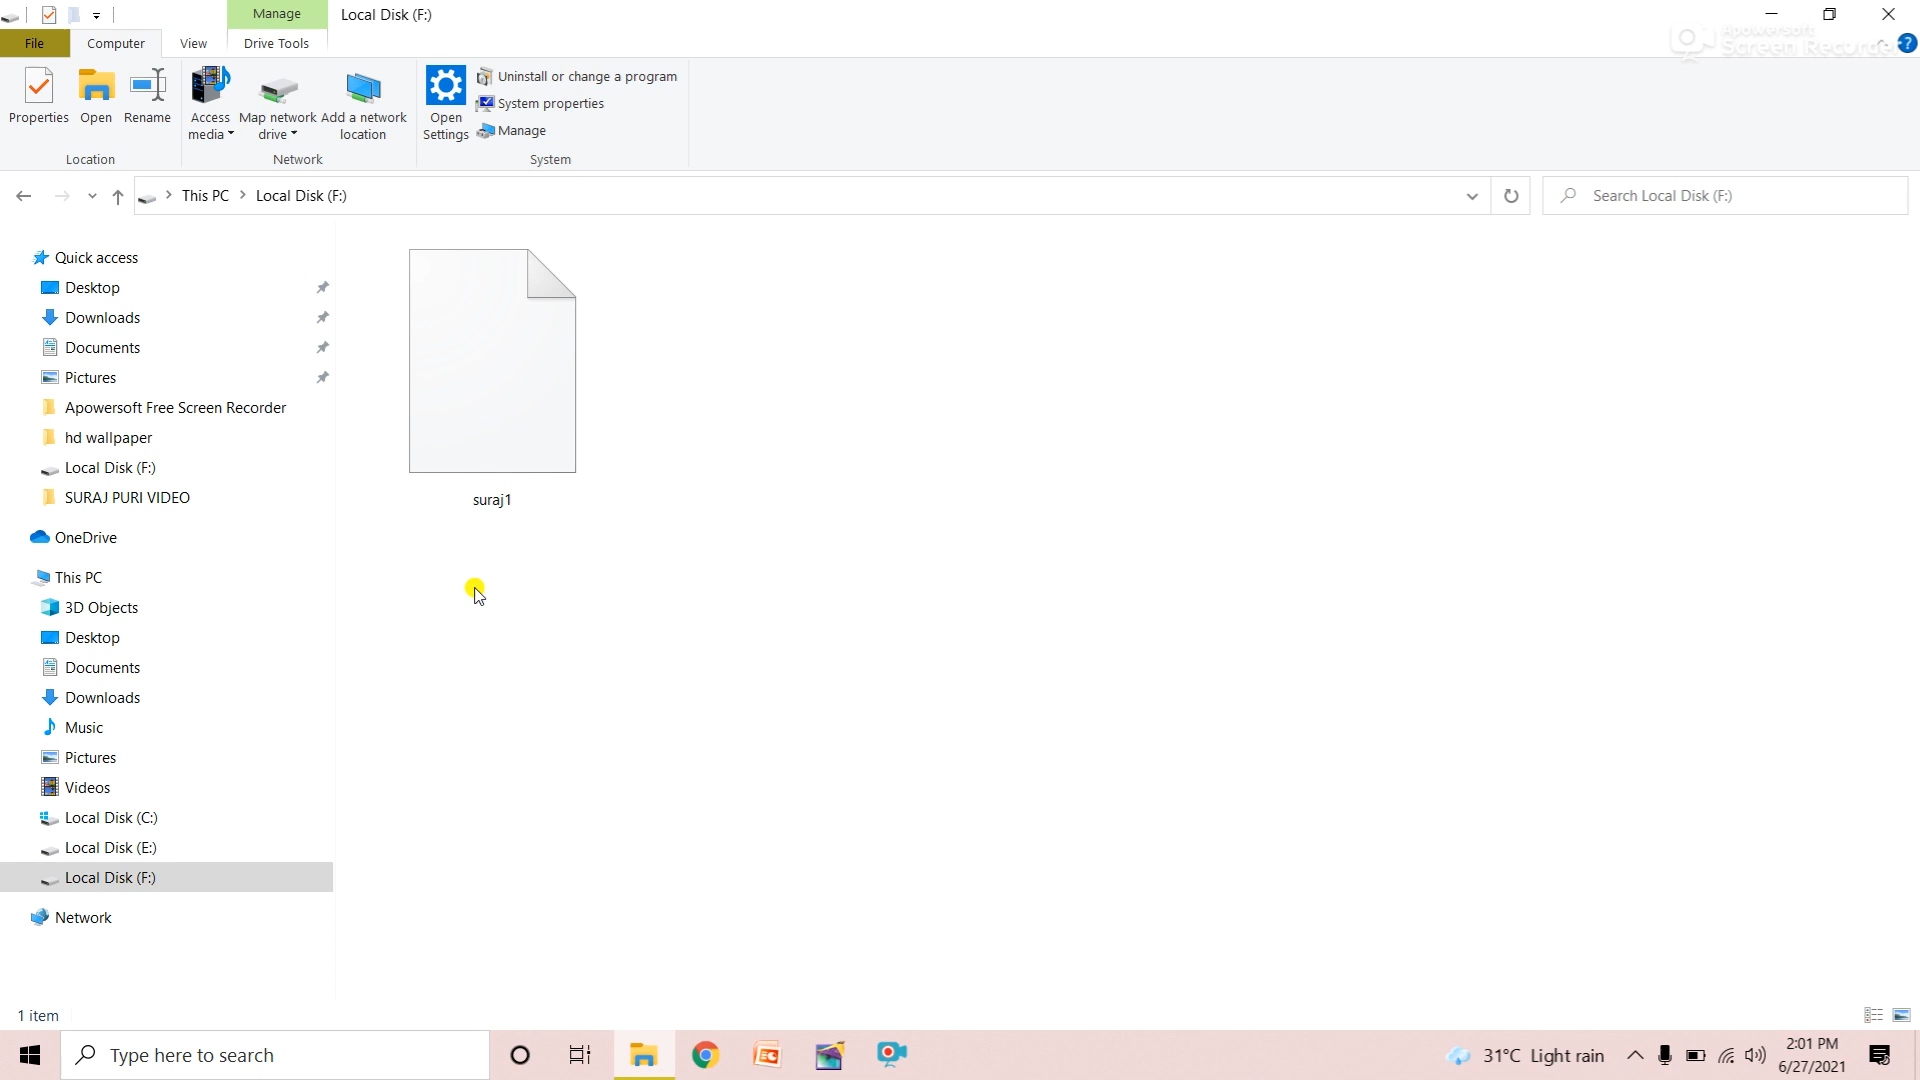 Manage
Local Disk (F:)
File
Computer
View
Drive Tools
Apowersoft
Screen Recorder
Properties
Open
Rename
Access
media
Map network
drive
Add a network
location
Open
Settings
Uninstall or change a program
System properties
Manage
Location
Network
System
This PC
Local Disk (F:)
Search Local Disk (F:)
Quick access
Desktop
Downloads
Documents
Pictures
Apowersoft Free Screen Recorder
hd wallpaper
Local Disk (F:)
SURAJ PURI VIDEO
OneDrive
This PC
3D Objects
Desktop
Documents
Downloads
Music
Pictures
Videos
Local Disk (C:)
Local Disk (E:)
Local Disk (F:)
Network
suraj1
1 item
Type here to search
31°C Light rain
2:01 PM
6/27/2021